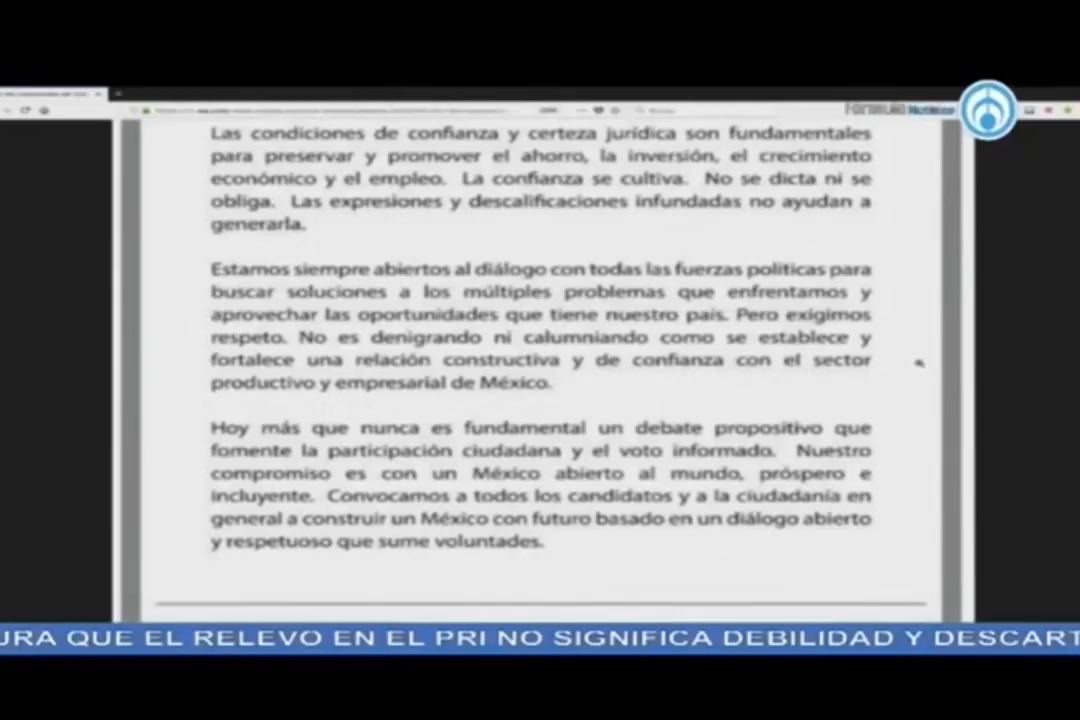 FORMULA Noticias
Las condiciones de confianza y certeza jurídica son fundamentales
para preservar y promover el ahorro, la inversión, el crecimiento
económico y el empleo. La confianza se cultiva. No se dicta ni se
obliga. Las expresiones y descalificaciones infundadas no ayudan a
generarla.
Estamos siempre abiertos al diálogo con todas las fuerzas políticas para
buscar soluciones a los múltiples problemas que enfrentamos y
aprovechar las oportunidades que tiene nuestro país. Pero exigimos
respeto. No es denigrando ni calumniando como se establece y
fortalece una relación constructiva y de confianza con el sector
productivo y empresarial de México.
Hoy más que nunca es fundamental un debate propositivo que
fomente la participación ciudadana y el voto informado. Nuestro
compromiso es con un México abierto al mundo, próspero e
incluyente. Convocamos a todos los candidatos y a la ciudadanía en
general a construir un México con futuro basado en un diálogo abierto
y respetuoso que sume voluntades.
URA QUE EL RELEVO EN EL PRI NO SIGNIFICA DEBILIDAD Y DESCART